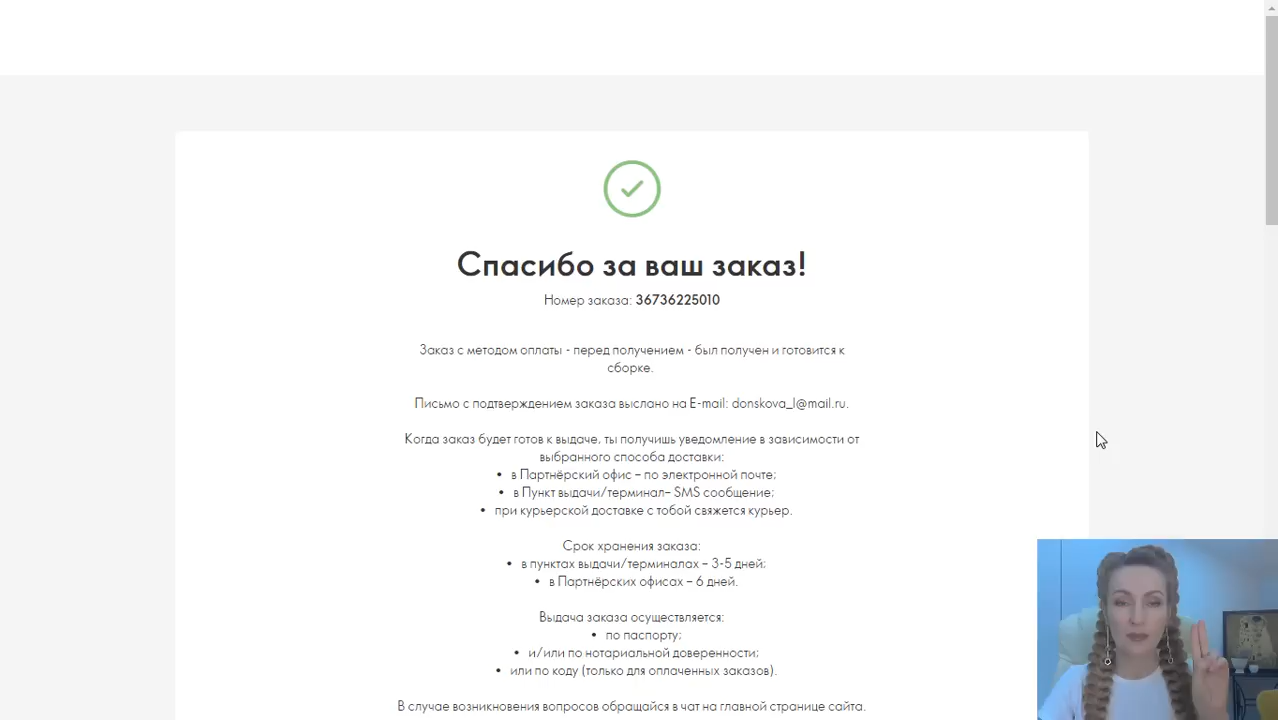 Спасибо за ваш заказ!
Номер заказа: 36736225010
Заказ с методом оплаты - перед получением - был получен и готовится к
сборке.
Письмо с подтверждением заказа выслано на E-mail: donskova_l@mail.ru.
Когда заказ будет готов к выдаче, ты получишь уведомление в зависимости от
выбранного способа доставки:
• в Партнёрский офис – по электронной почте;
• в Пункт выдачи/терминал– SMS сообщение;
• при курьерской доставке с тобой свяжется курьер.
Срок хранения заказа:
• в пунктах выдачи/терминалах – 3-5 дней;
• в Партнёрских офисах – 6 дней.
Выдача заказа осуществляется:
• по паспорту;
• и/или по нотариальной доверенности;
• или по коду (только для оплаченных заказов).
В случае возникновения вопросов обращайся в чат на главной странице сайта.